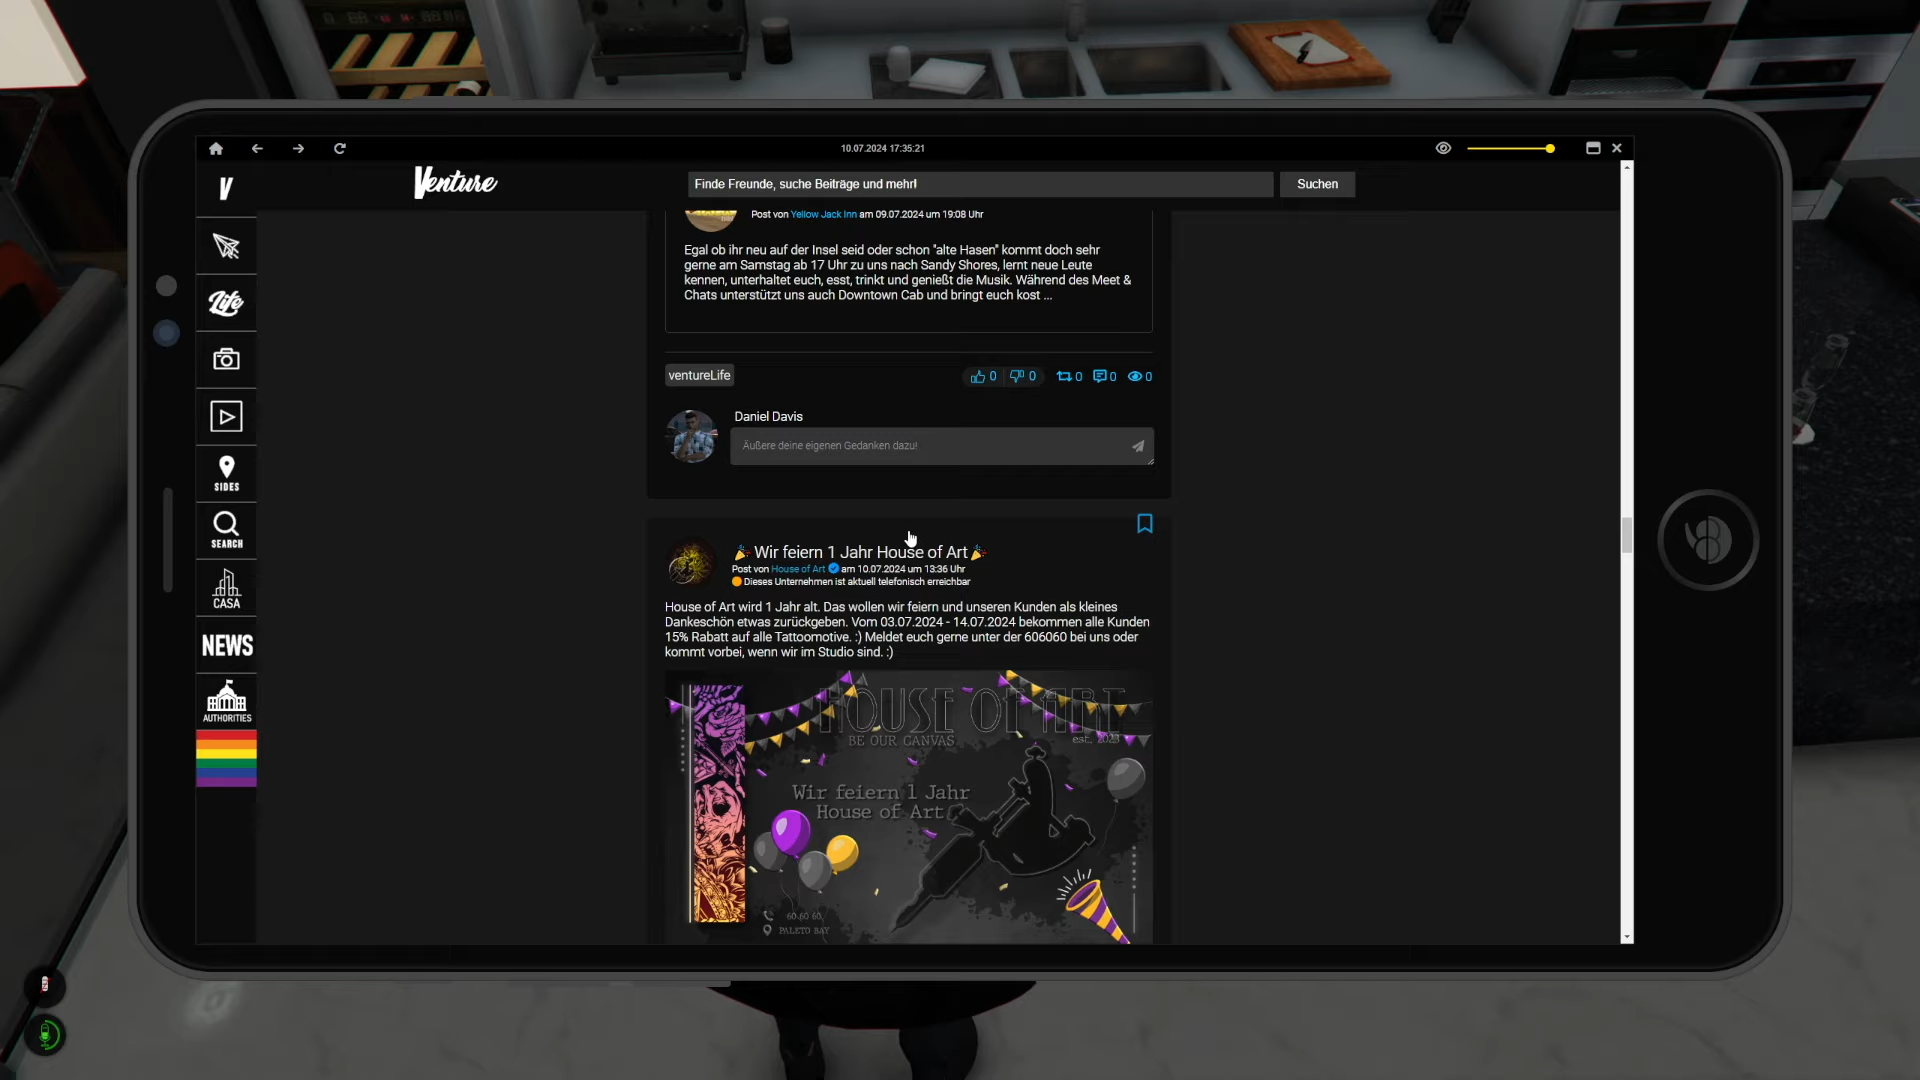 10.07.2024 17:35:21
V
Venture
Finde Freunde, suche Beiträge und mehr!
Suchen
Life
SIDES
SEARCH
CASA
NEWS
AUTHORITIES
Post von Yellow Jack Inn am 09.07.2024 um 19:08 Uhr
Egal ob ihr neu auf der Insel seid oder schon "alte Hasen" kommt doch sehr
gerne am Samstag ab 17 Uhr zu uns nach Sandy Shores, lernt neue Leute
kennen, unterhaltet euch, esst, trinkt und genießt die Musik. Während des Meet &
Chats unterstützt uns auch Downtown Cab und bringt euch kost ...
ventureLife
0 0 0 0 0
Daniel Davis
Äußere deine eigenen Gedanken dazu!
🎉 Wir feiern 1 Jahr House of Art 🎉
Post von House of Art am 10.07.2024 um 13:36 Uhr
Dieses Unternehmen ist aktuell telefonisch erreichbar
House of Art wird 1 Jahr alt. Das wollen wir feiern und unseren Kunden als kleines
Dankeschön etwas zurückgeben. Vom 03.07.2024 - 14.07.2024 bekommen alle Kunden
15% Rabatt auf alle Tattoomotive. :) Meldet euch gerne unter der 606060 bei uns oder
kommt vorbei, wenn wir im Studio sind. :)
HOUSE OF ART
BE OUR CANVAS
est. 2023
Wir feiern 1 Jahr
House of Art
60 60 60
PALETO BAY